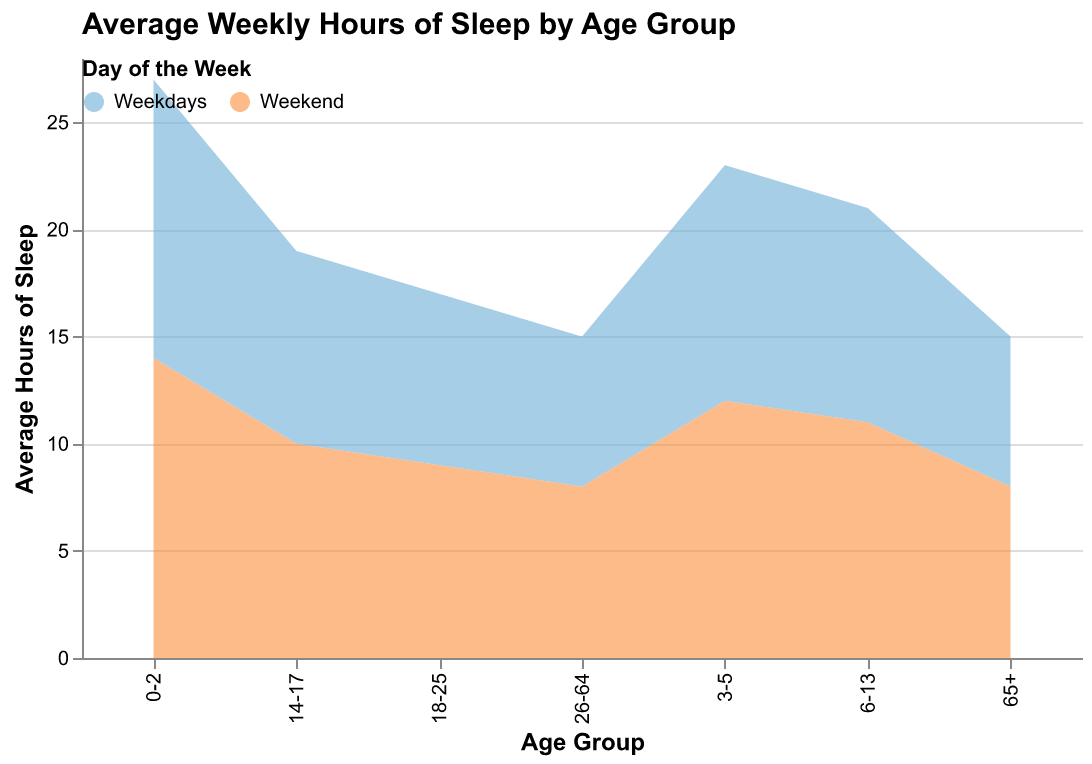 Average Weekly Hours of Sleep by Age Group
Day of the Week
Weekdays Weekend
Average Hours of Sleep
25
20
15
10
5
0
0-2 14-17 18-25 26-64 3-5 6-13 65+
Age Group